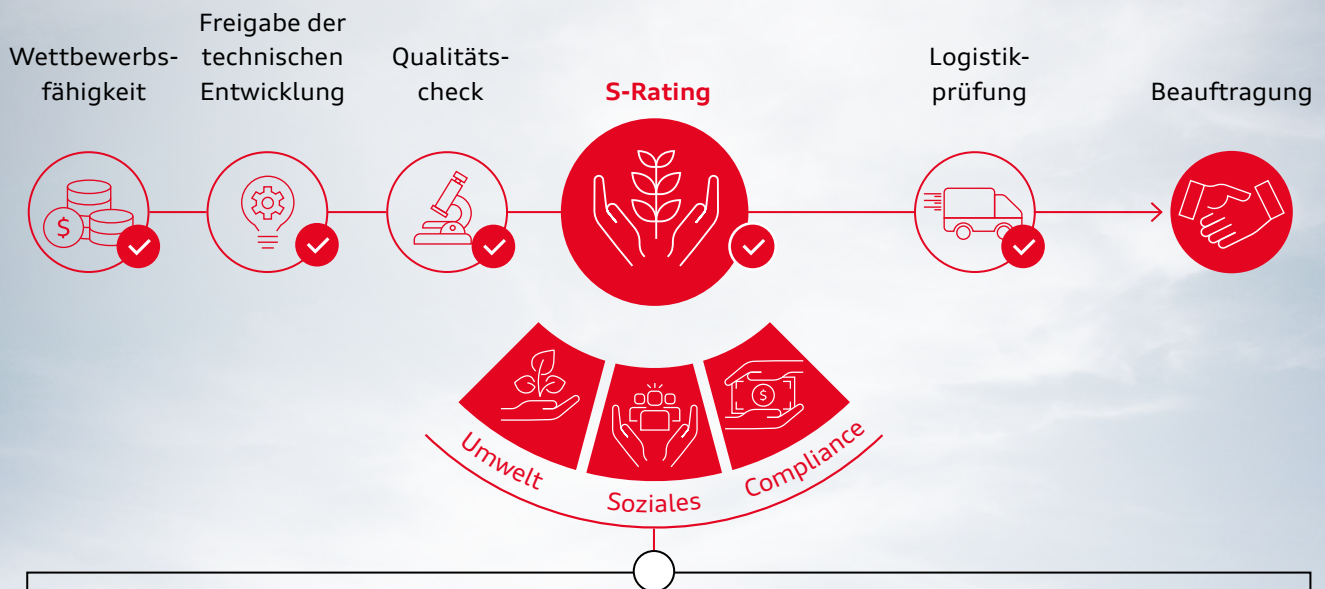 Wettbewerbs-
fähigkeit
Freigabe der
technischen
Entwicklung
Qualitäts-
check
S-Rating
Logistik-
prüfung
Beauftragung
$
Umwelt
Soziales
Compliance
$